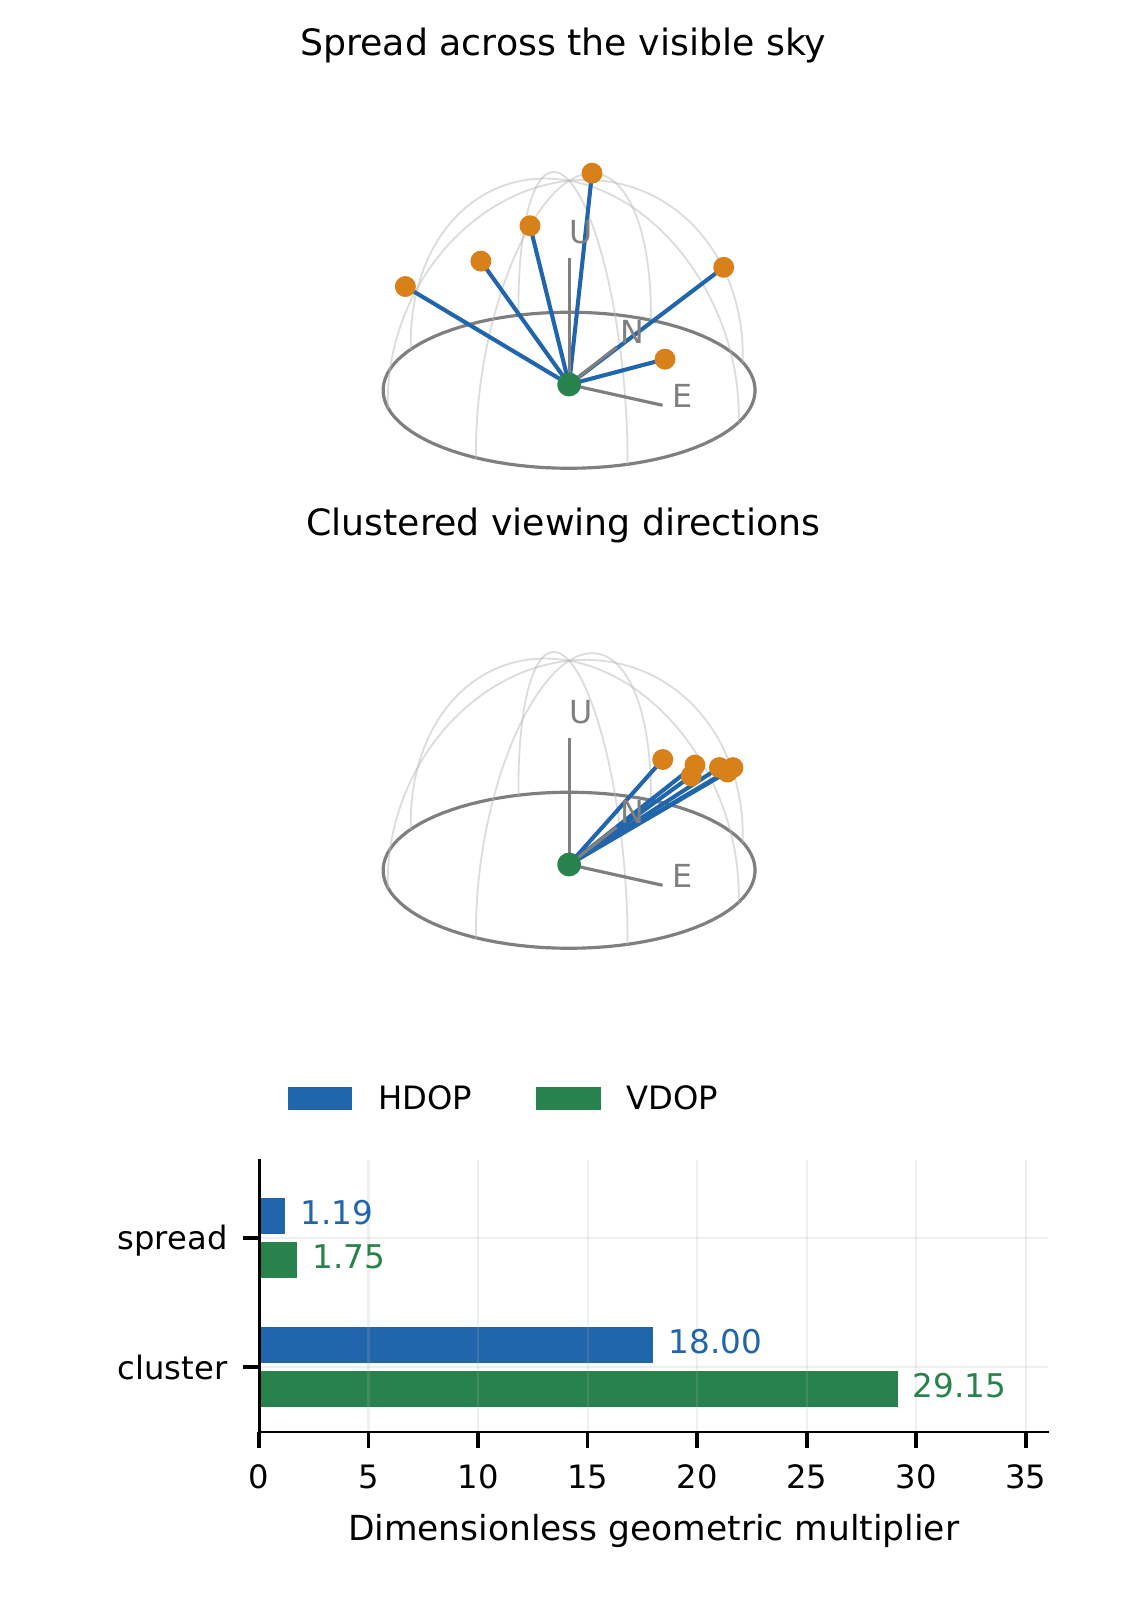 Spread across the visible sky
U
N
E
Clustered viewing directions
U
N
E
HDOP VDOP
spread
1.19
1.75
cluster
18.00
29.15
0 5 10 15 20 25 30 35
Dimensionless geometric multiplier